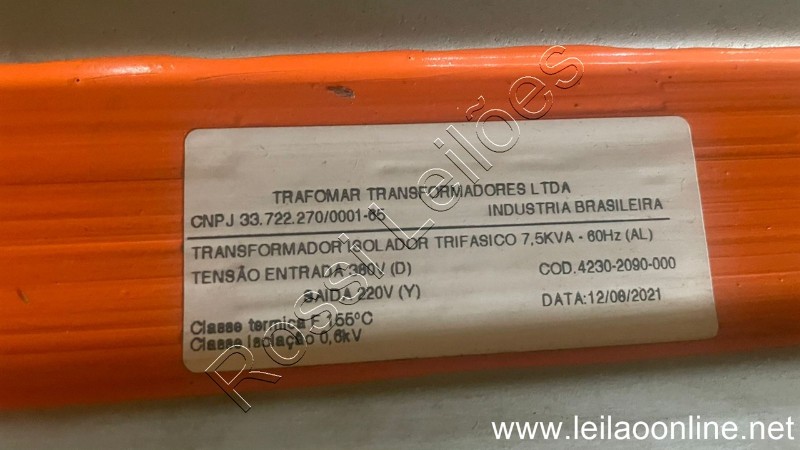 TRAFOMAR TRANSFORMADORES LTDA
CNPJ 33.722.270/0001-65 INDUSTRIA BRASILEIRA
TRANSFORMADOR ISOLADOR TRIFASICO 7,5KVA - 60Hz (AL)
TENSÃO ENTRADA 380V (D) COD.4230-2090-000
SAÍDA 220V (Y) DATA:12/08/2021
Classe termica F 155ºC
Classe Isolação 0,6kV
Rossi Leilões
www.leilaoonline.net